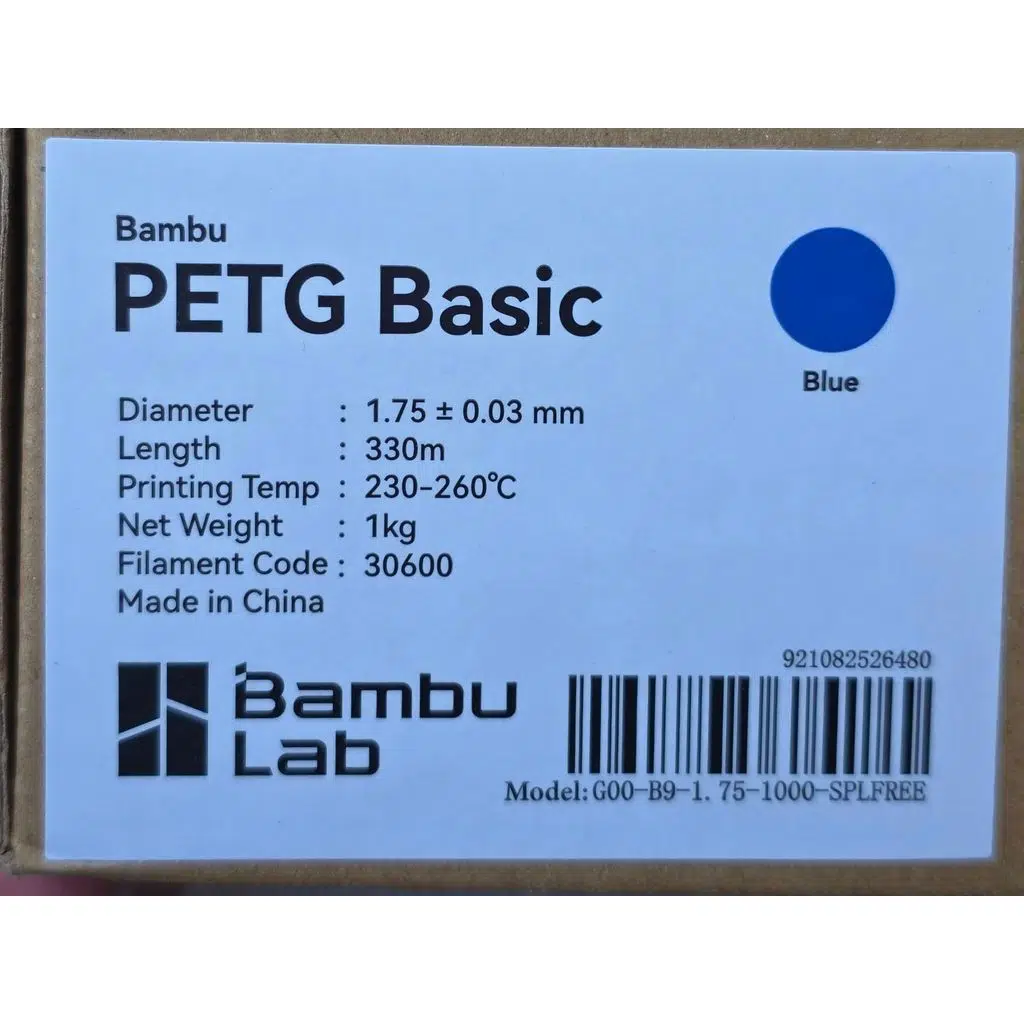 Bambu
PETG Basic
Blue
Diameter : 1.75 ± 0.03 mm
Length : 330m
Printing Temp : 230-260℃
Net Weight : 1kg
Filament Code : 30600
Made in China
Bambu
Lab
921082526480
Model:G00-B9-1.75-1000-SPLFREE